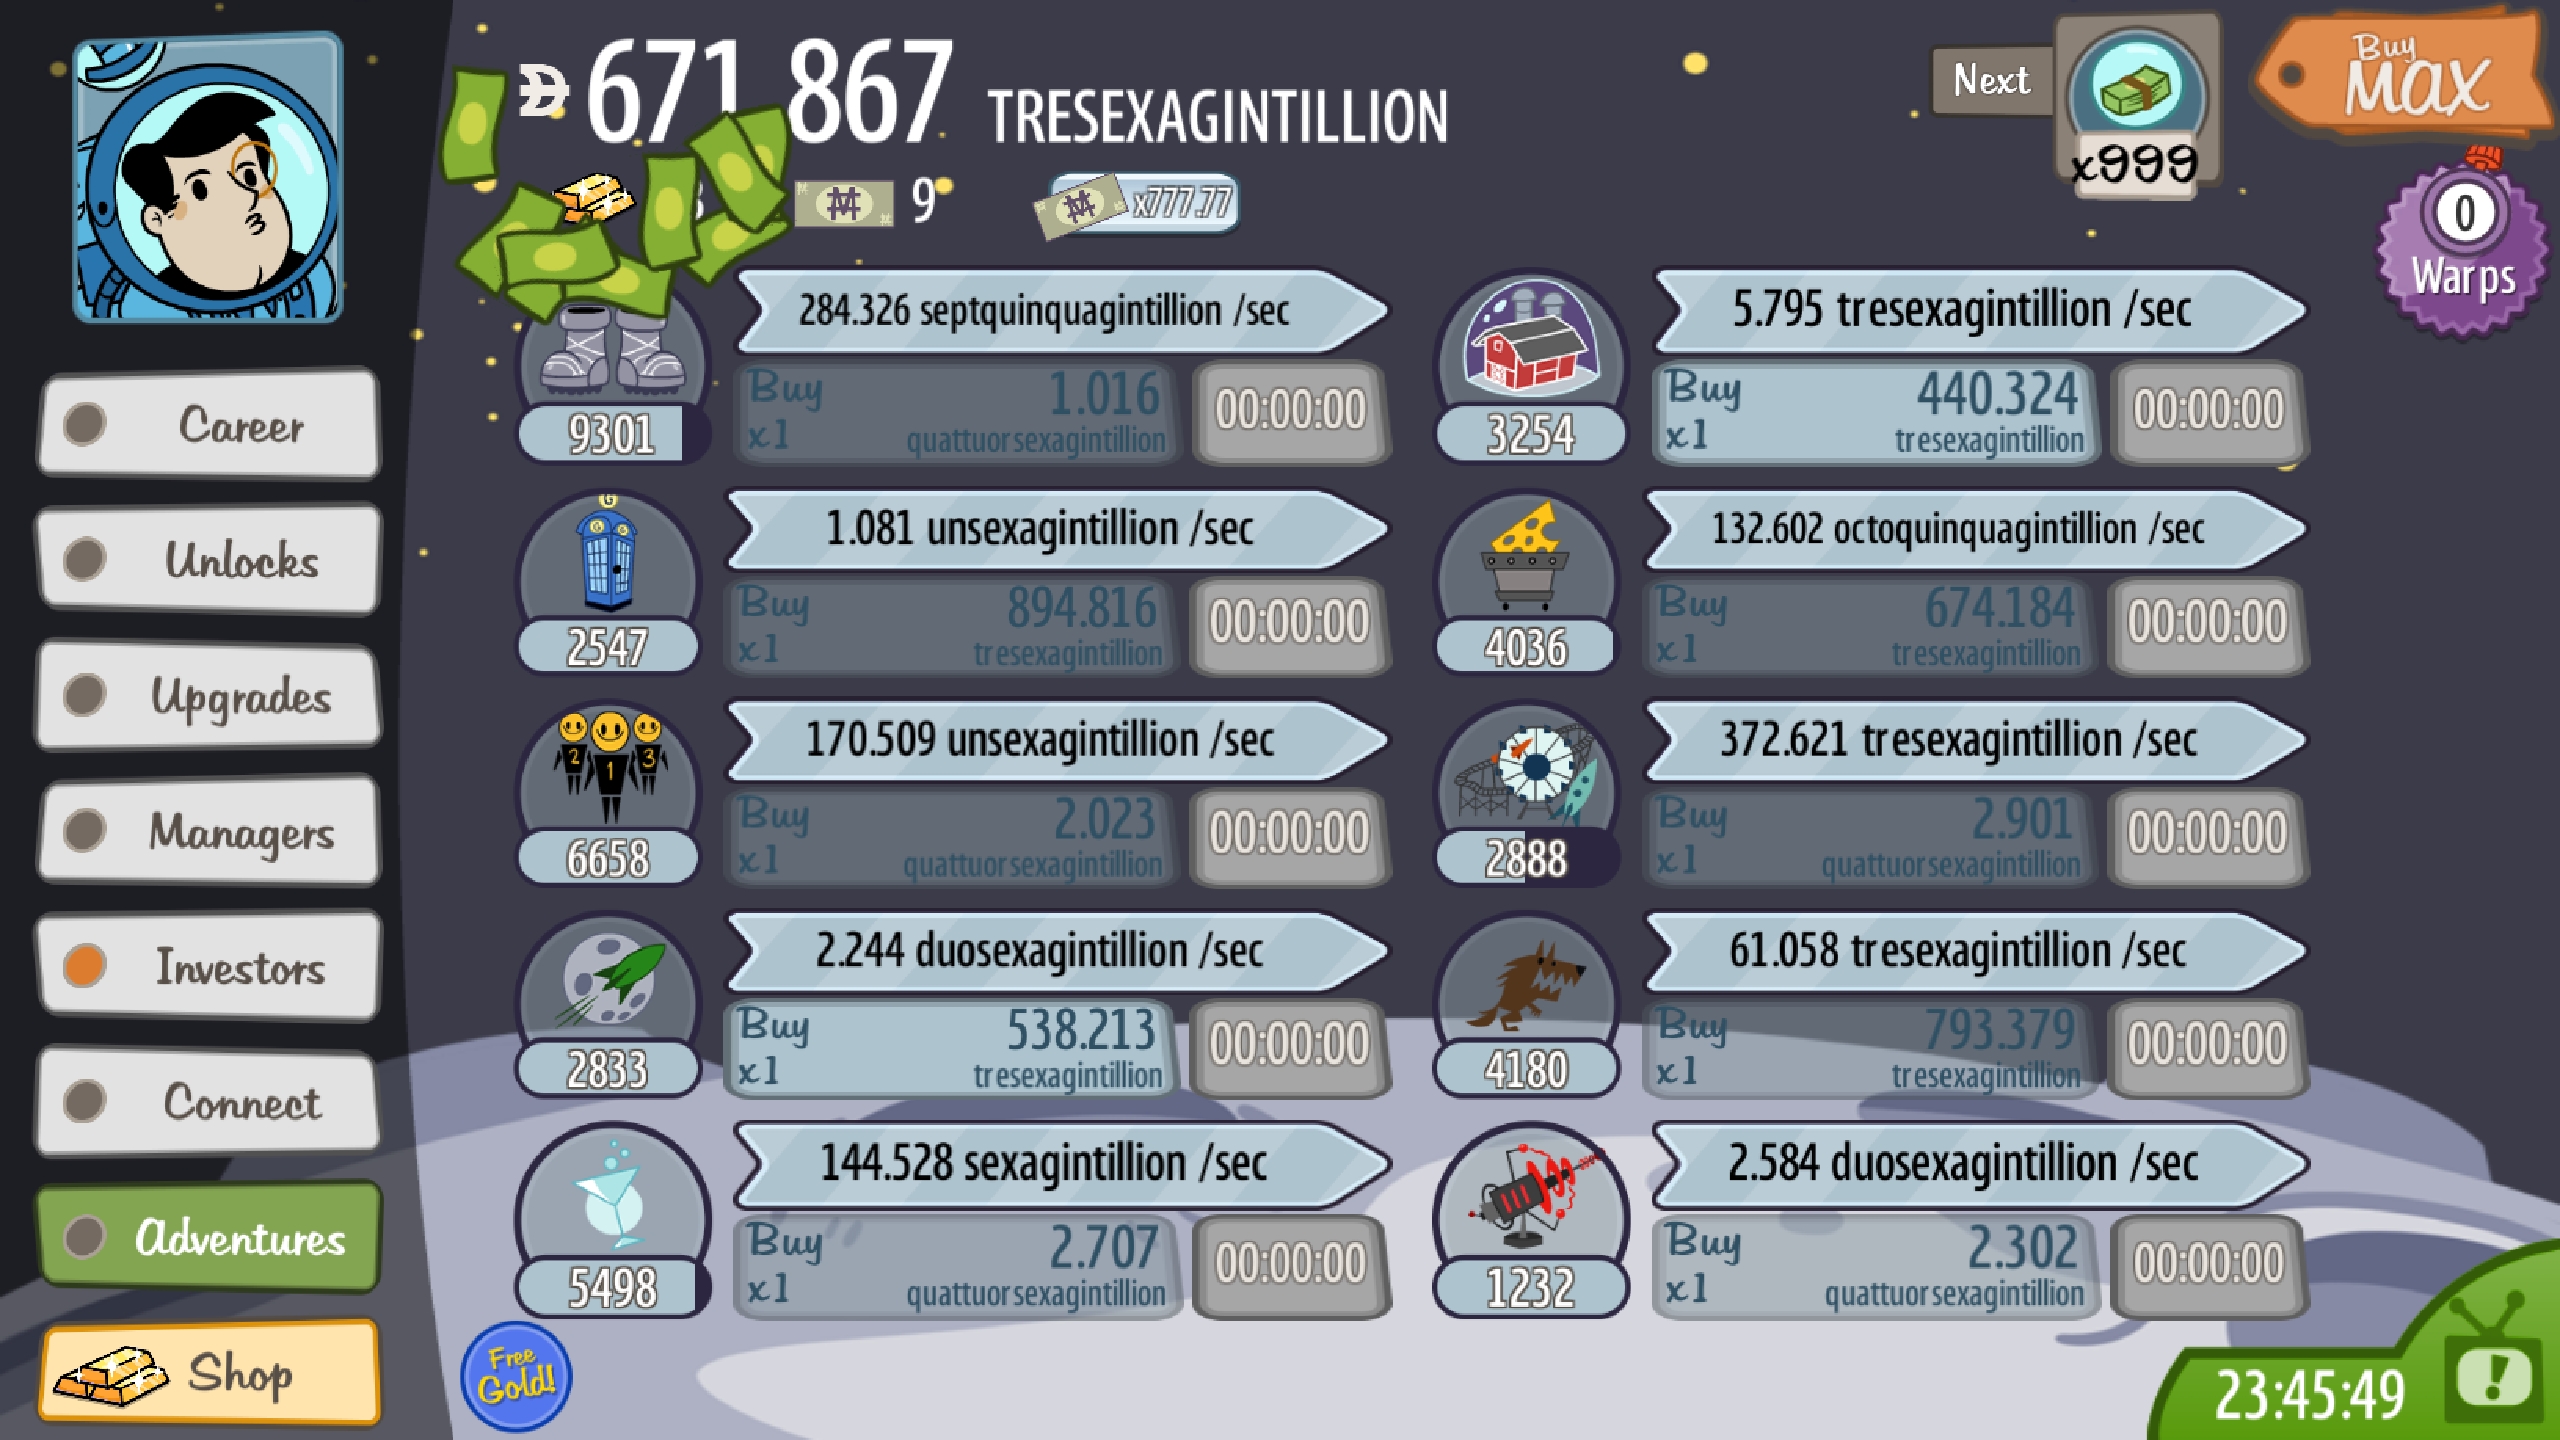 671.867 TRESEXAGINTILLION
9
x777.77
Next
x999
Buy
MAX
0
Warps
Career
Unlocks
Upgrades
Managers
Investors
Connect
Adventures
Shop
284.326 septquinquagintillion /sec
Buy 1.016
x1 quattuorsexagintillion
00:00:00
9301
5.795 tresexagintillion /sec
Buy 440.324
x1 tresexagintillion
00:00:00
3254
1.081 unsexagintillion /sec
Buy 894.816
x1 tresexagintillion
00:00:00
2547
132.602 octoquinquagintillion /sec
Buy 674.184
x1 tresexagintillion
00:00:00
4036
2 1 3
170.509 unsexagintillion /sec
Buy 2.023
x1 quattuorsexagintillion
00:00:00
6658
372.621 tresexagintillion /sec
Buy 2.901
x1 quattuorsexagintillion
00:00:00
2888
2.244 duosexagintillion /sec
Buy 538.213
x1 tresexagintillion
00:00:00
2833
61.058 tresexagintillion /sec
Buy 793.379
x1 tresexagintillion
00:00:00
4180
144.528 sexagintillion /sec
Buy 2.707
x1 quattuorsexagintillion
00:00:00
5498
2.584 duosexagintillion /sec
Buy 2.302
x1 quattuorsexagintillion
00:00:00
1232
Free
Gold!
23:45:49
!